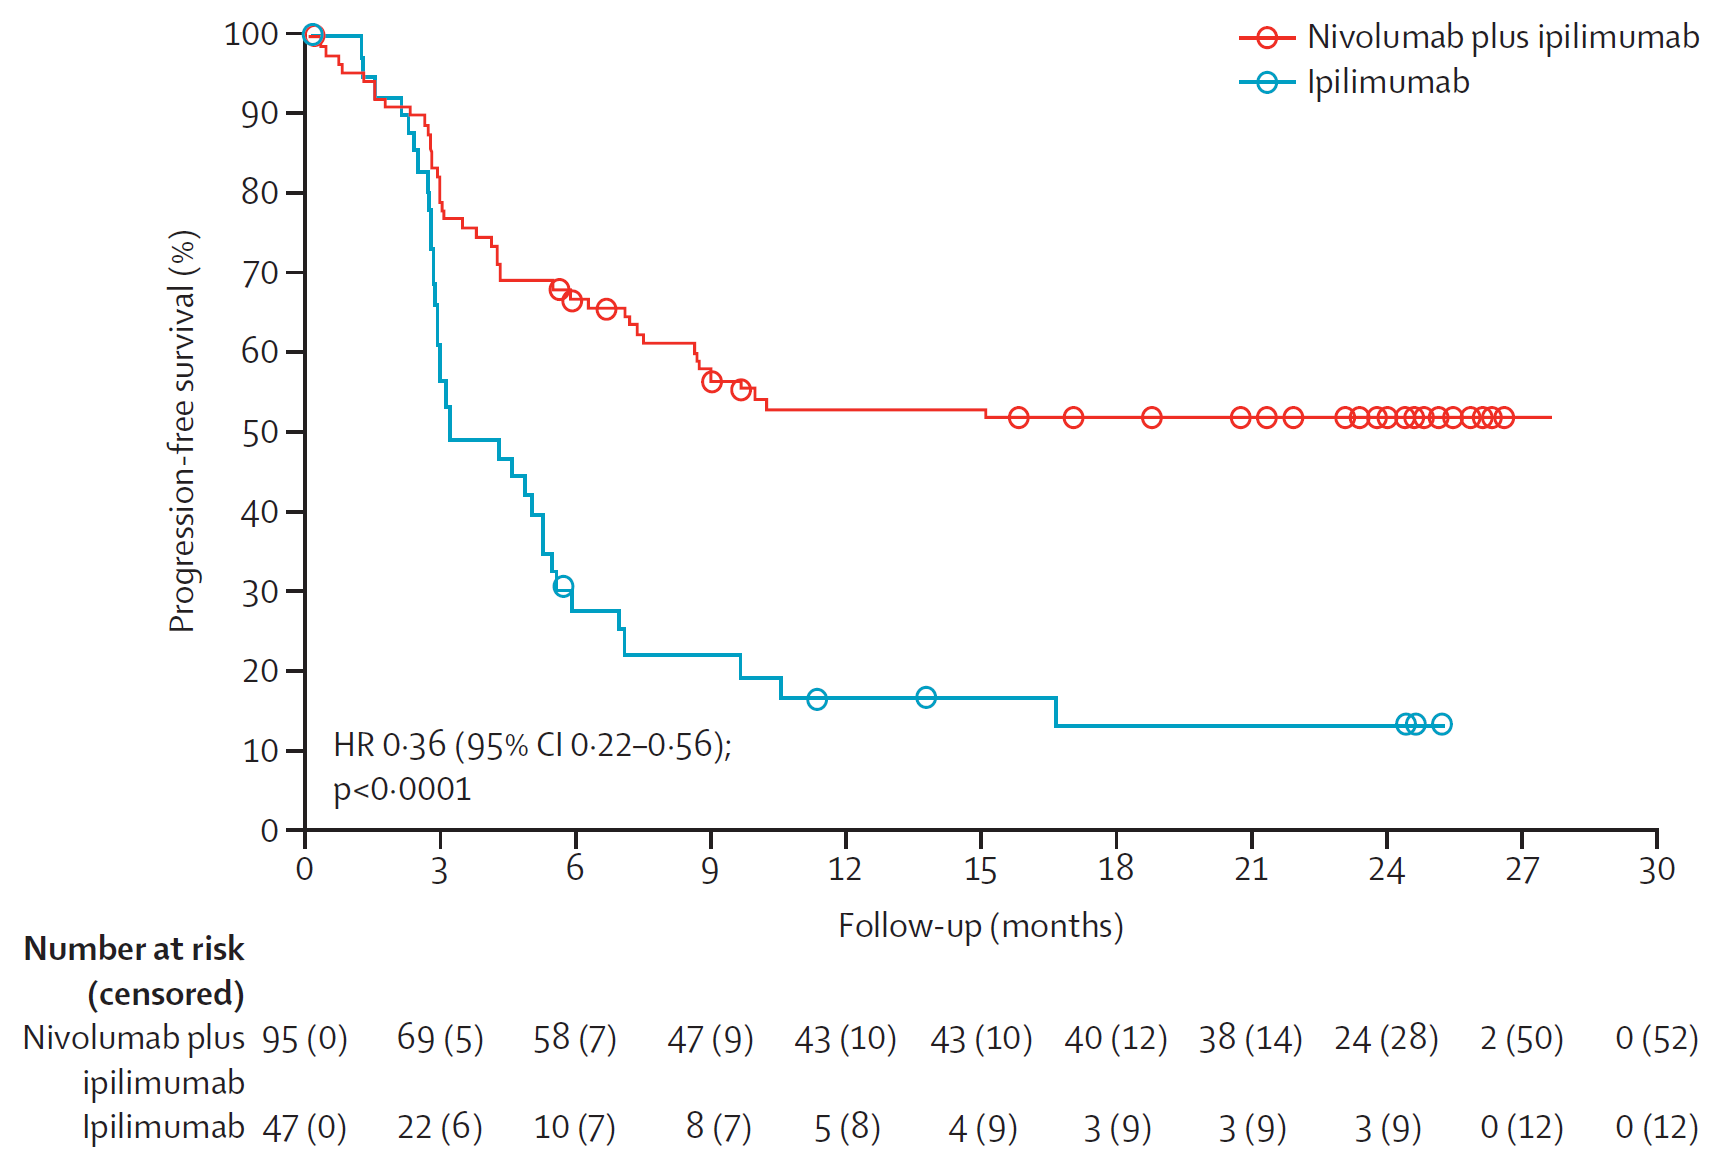 100
90
80
70
60
50
40
30
20
10
0
Progression-free survival (%)
Nivolumab plus ipilimumab
Ipilimumab
HR 0·36 (95% CI 0·22–0·56);
p<0·0001
0 3 6 9 12 15 18 21 24 27 30
Follow-up (months)
Number at risk
(censored)
Nivolumab plus 95 (0) 69 (5) 58 (7) 47 (9) 43 (10) 43 (10) 40 (12) 38 (14) 24 (28) 2 (50) 0 (52)
ipilimumab
Ipilimumab 47 (0) 22 (6) 10 (7) 8 (7) 5 (8) 4 (9) 3 (9) 3 (9) 3 (9) 0 (12) 0 (12)